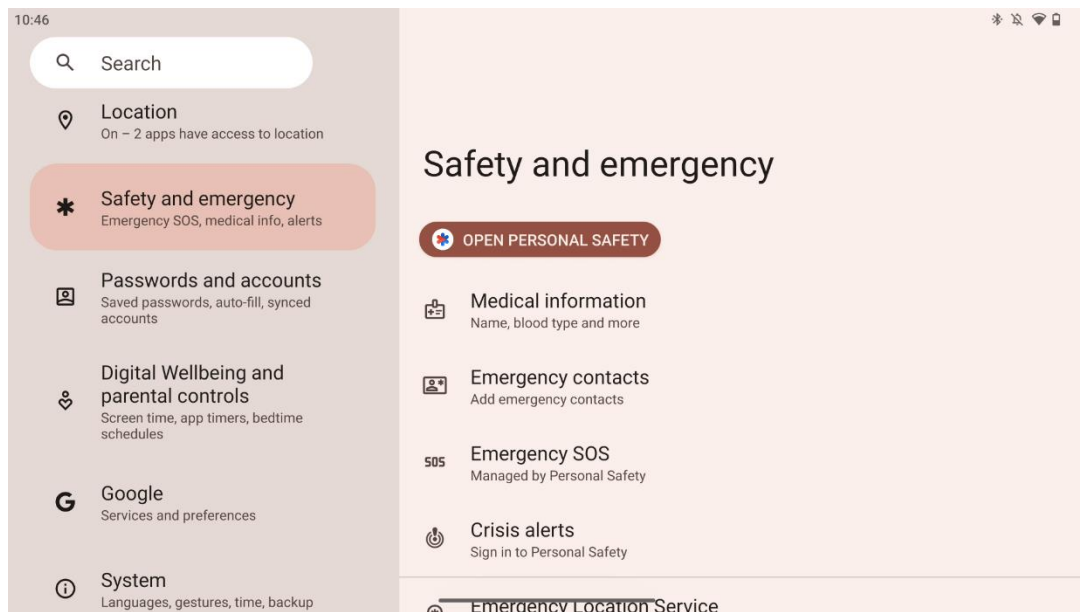 10:46
Search
Location
On – 2 apps have access to location
Safety and emergency
Emergency SOS, medical info, alerts
Passwords and accounts
Saved passwords, auto-fill, synced
accounts
Digital Wellbeing and
parental controls
Screen time, app timers, bedtime
schedules
Google
Services and preferences
System
Languages, gestures, time, backup
Safety and emergency
OPEN PERSONAL SAFETY
Medical information
Name, blood type and more
Emergency contacts
Add emergency contacts
SOS
Emergency SOS
Managed by Personal Safety
Crisis alerts
Sign in to Personal Safety
Emergency Location Service